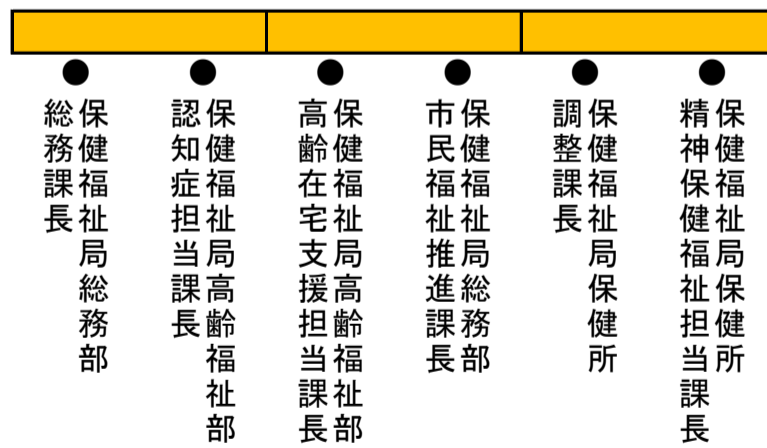 保健福祉局保健所
精神保健福祉担当課長
保健福祉局保健所
調整課長
保健福祉局総務部
市民福祉推進課長
保健福祉局高齢福祉部
高齢在宅支援担当課長
保健福祉局高齢福祉部
認知症担当課長
保健福祉局総務部
総務課長